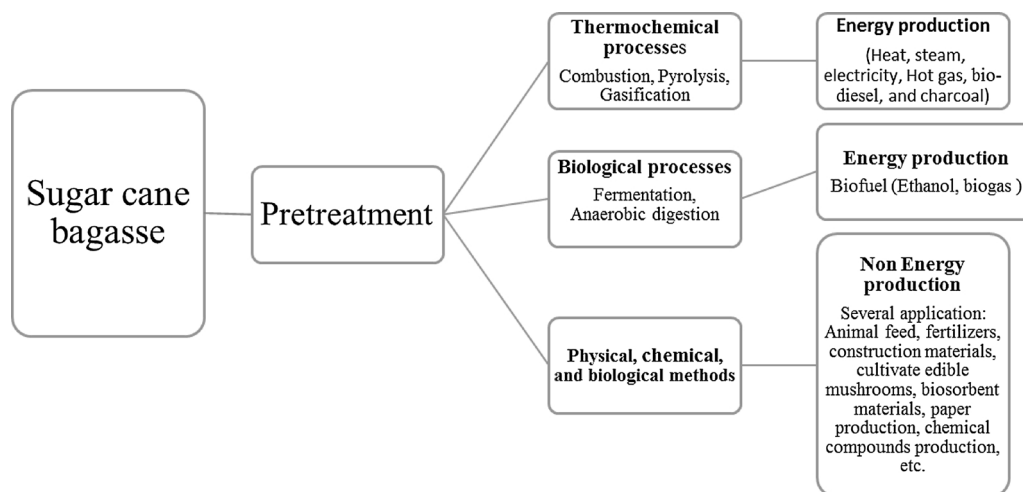 Sugar cane
bagasse
Pretreatment
Thermochemical
processes
Combustion, Pyrolysis,
Gasification
Energy production
(Heat, steam,
electricity, Hot gas, bio-
diesel, and charcoal)
Biological processes
Fermentation,
Anaerobic digestion
Energy production
Biofuel (Ethanol, biogas )
Physical, chemical,
and biological methods
Non Energy
production
Several application:
Animal feed, fertilizers,
construction materials,
cultivate edible
mushrooms, biosorbent
materials, paper
production, chemical
compounds production,
etc.